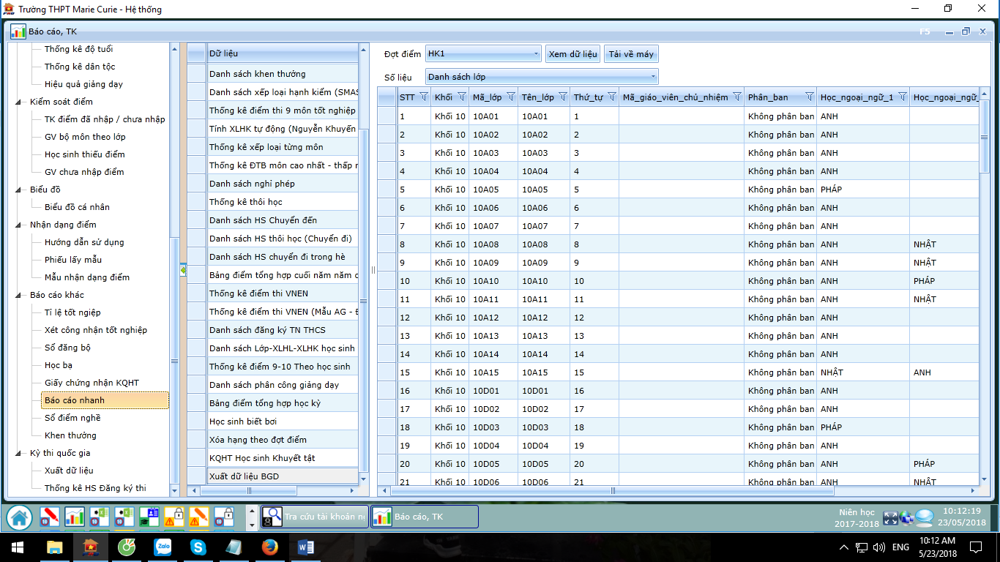 Trường THPT Marie Curie - Hệ thống
Báo cáo, TK
F5
Thống kê độ tuổi
Thống kê dân tộc
Hiệu quả giảng dạy
Kiểm soát điểm
TK điểm đã nhập / chưa nhập
GV bộ môn theo lớp
Học sinh thiếu điểm
GV chưa nhập điểm
Biểu đồ
Biểu đồ cá nhân
Nhận dạng điểm
Hướng dẫn sử dụng
Phiếu lấy mẫu
Mẫu nhận dạng điểm
Báo cáo khác
Tỉ lệ tốt ngiệp
Xét công nhận tốt nghiệp
Sổ đăng bộ
Học bạ
Giấy chứng nhận KQHT
Báo cáo nhanh
Sổ điểm nghề
Khen thưởng
Kỳ thi quốc gia
Xuất dữ liệu
Thống kê HS Đăng ký thi
Dữ liệu
Danh sách khen thưởng
Danh sách xếp loại hạnh kiểm (SMAS
Thống kê điểm thi 9 môn tốt nghiệp
Tính XLHK tự động (Nguyễn Khuyến
Thống kê xếp loại từng môn
Thống kê ĐTB môn cao nhất - thấp n
Danh sách nghỉ phép
Thống kê thôi học
Danh sách HS Chuyển đến
Danh sách HS thôi học (Chuyển đi)
Danh sách HS chuyển đi trong hè
Bảng điểm tổng hợp cuối năm năm c
Thống kê điểm thi VNEN
Thống kê điểm thi VNEN (Mẫu AG - Đ
Danh sách đăng ký TN THCS
Danh sách Lớp-XLHL-XLHK học sinh
Thống kê điểm 9-10 Theo học sinh
Danh sách phân công giảng dạy
Bảng điểm tổng hợp học kỳ
Học sinh biết bơi
Xóa hạng theo đợt điểm
KQHT Học sinh Khuyết tật
Xuất dữ liệu BGD
Đợt điểm HK1 Xem dữ liệu Tải về máy
Số liệu Danh sách lớp
STT Khối Mã_lớp Tên_lớp Thứ_tự Mã_giáo_viên_chủ_nhiệm Phân_ban Học_ngoại_ngữ_1 Học_ngoại_ngữ_
1 Khối 10 10A01 10A01 1 Không phân ban ANH
2 Khối 10 10A02 10A02 2 Không phân ban ANH
3 Khối 10 10A03 10A03 3 Không phân ban ANH
4 Khối 10 10A04 10A04 4 Không phân ban ANH
5 Khối 10 10A05 10A05 5 Không phân ban PHÁP
6 Khối 10 10A06 10A06 6 Không phân ban ANH
7 Khối 10 10A07 10A07 7 Không phân ban ANH
8 Khối 10 10A08 10A08 8 Không phân ban ANH NHẬT
9 Khối 10 10A09 10A09 9 Không phân ban ANH NHẬT
10 Khối 10 10A10 10A10 10 Không phân ban ANH PHÁP
11 Khối 10 10A11 10A11 11 Không phân ban ANH NHẬT
12 Khối 10 10A12 10A12 12 Không phân ban ANH
13 Khối 10 10A13 10A13 13 Không phân ban ANH
14 Khối 10 10A14 10A14 14 Không phân ban ANH
15 Khối 10 10A15 10A15 15 Không phân ban NHẬT ANH
16 Khối 10 10D01 10D01 16 Không phân ban ANH
17 Khối 10 10D02 10D02 17 Không phân ban ANH
18 Khối 10 10D03 10D03 18 Không phân ban PHÁP
19 Khối 10 10D04 10D04 19 Không phân ban ANH
20 Khối 10 10D05 10D05 20 Không phân ban ANH PHÁP
21 Khối 10 10D06 10D06 21 Không phân ban ANH NHẬT
Tra cứu tài khoản ng
Báo cáo, TK
Niên học
2017-2018
10:12:19
23/05/2018
Zalo
ENG
10:12 AM
5/23/2018